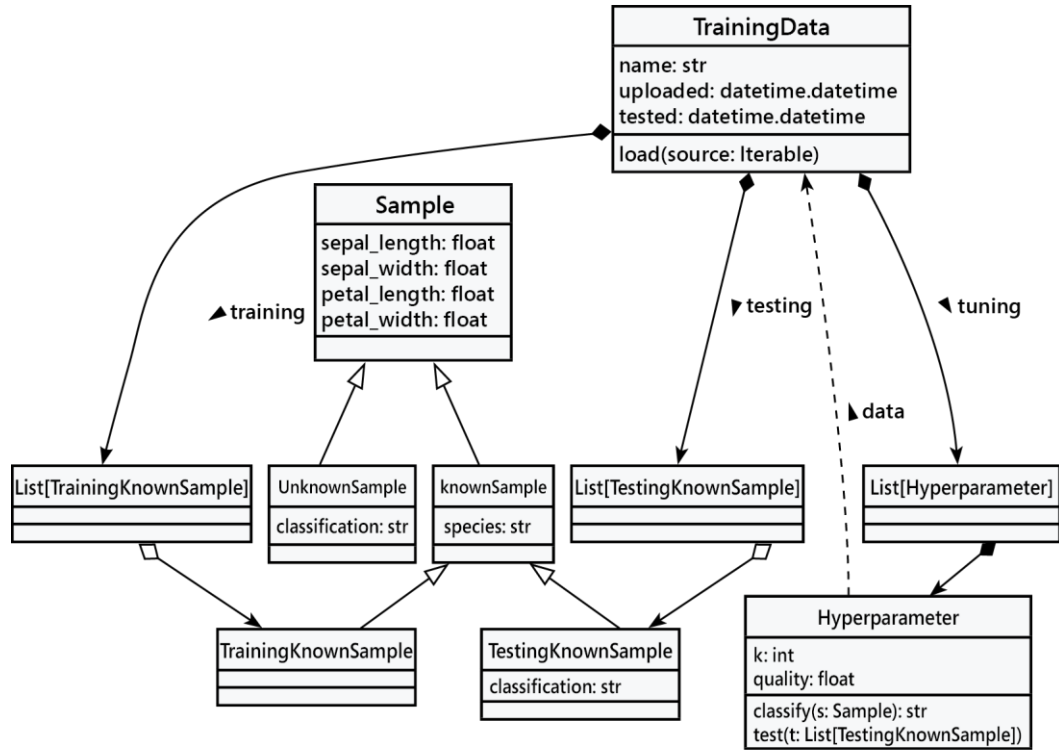 TrainingData
name: str
uploaded: datetime.datetime
tested: datetime.datetime
load(source: Iterable)
Sample
sepal_length: float
sepal_width: float
petal_length: float
petal_width: float
training
testing
tuning
data
List[TrainingKnownSample]
UnknownSample
classification: str
knownSample
species: str
List[TestingKnownSample]
List[Hyperparameter]
TrainingKnownSample
TestingKnownSample
classification: str
Hyperparameter
k: int
quality: float
classify(s: Sample): str
test(t: List[TestingKnownSample])